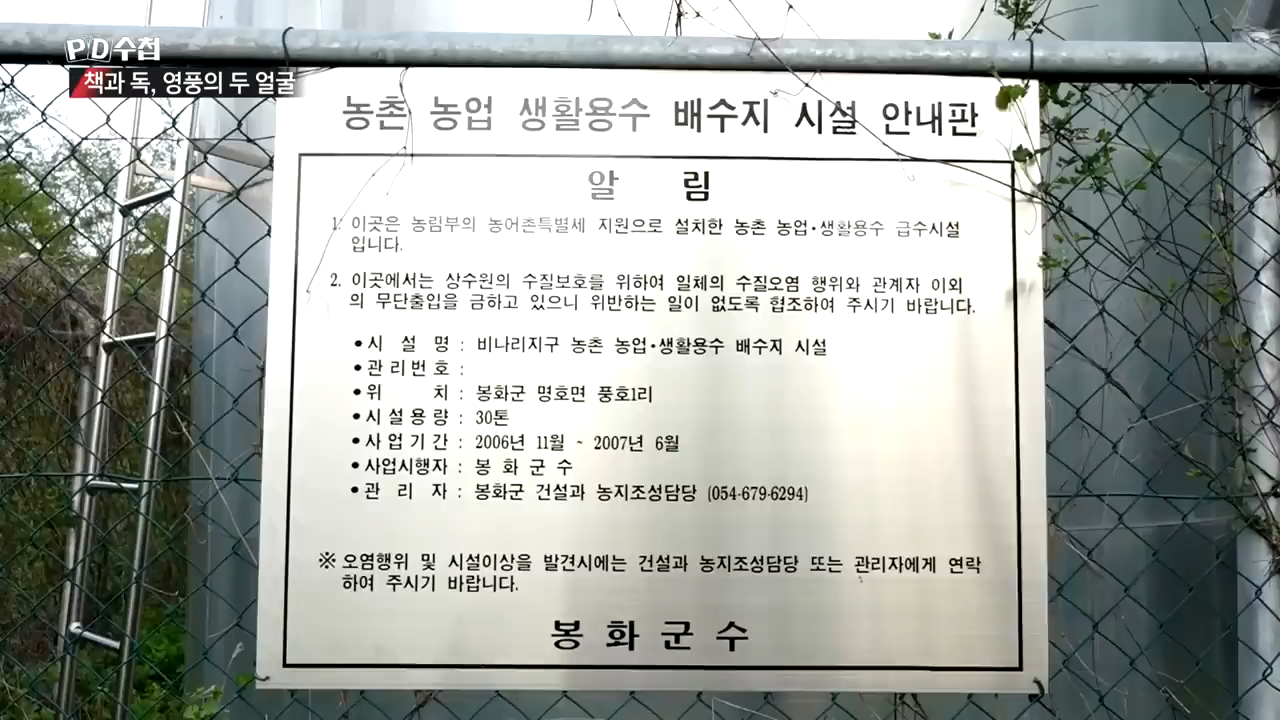 PD수첩
책과 독, 영풍의 두 얼굴
농촌 농업 생활용수 배수지 시설 안내판
알 림
1. 이곳은 농림부의 농어촌특별세 지원으로 설치한 농촌 농업·생활용수 급수시설
입니다.
2. 이곳에서는 상수원의 수질보호를 위하여 일체의 수질오염 행위와 관계자 이외
의 무단출입을 금하고 있으니 위반하는 일이 없도록 협조하여 주시기 바랍니다.
•시 설 명 : 비나리지구 농촌 농업·생활용수 배수지 시설
•관리번호 :
•위 치 : 봉화군 명호면 풍호1리
•시설용량 : 30톤
•사업기간 : 2006년 11월 ~ 2007년 6월
•사업시행자 : 봉 화 군 수
•관 리 자 : 봉화군 건설과 농지조성담당 (054-679-6294)
※ 오염행위 및 시설이상을 발견시에는 건설과 농지조성담당 또는 관리자에게 연락
하여 주시기 바랍니다.
봉 화 군 수